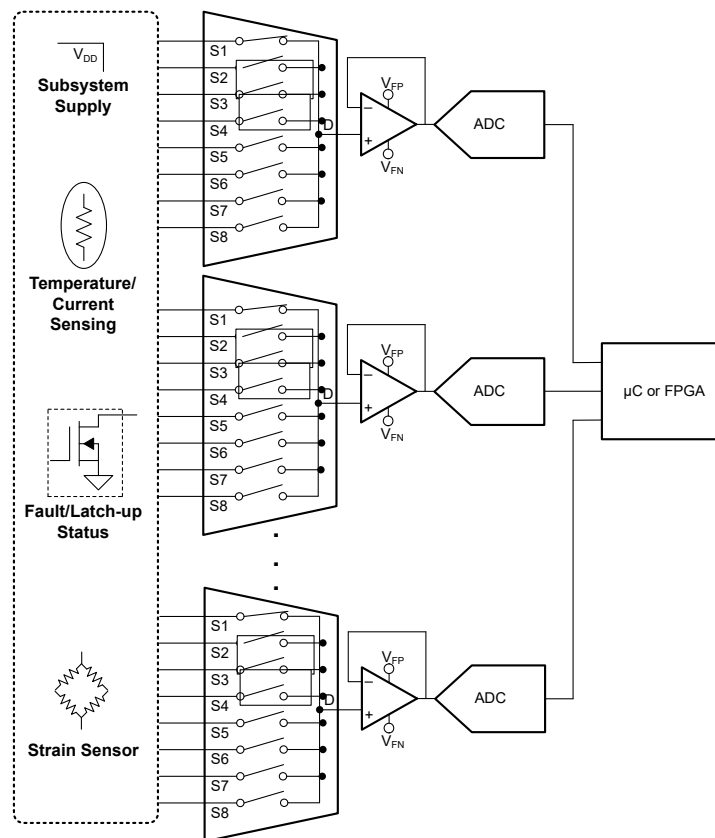 VDD
Subsystem
Supply
Temperature/
Current
Sensing
Fault/Latch-up
Status
Strain Sensor
S1
S2
S3
S4
S5
S6
S7
S8
D
−
+
VFP
VFN
ADC
S1
S2
S3
S4
S5
S6
S7
S8
D
−
+
VFP
VFN
ADC
. . .
S1
S2
S3
S4
S5
S6
S7
S8
D
−
+
VFP
VFN
ADC
µC or FPGA